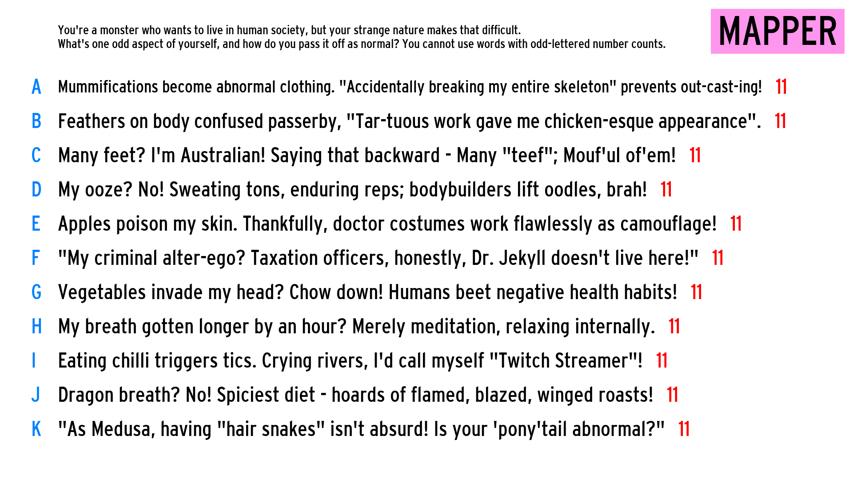 You're a monster who wants to live in human society, but your strange nature makes that difficult.
What's one odd aspect of yourself, and how do you pass it off as normal? You cannot use words with odd-lettered number counts.
MAPPER
A Mummifications become abnormal clothing. "Accidentally breaking my entire skeleton" prevents out-cast-ing! 11
B Feathers on body confused passerby, "Tar-tuous work gave me chicken-esque appearance". 11
C Many feet? I'm Australian! Saying that backward - Many "teef"; Mouf'ul of'em! 11
D My ooze? No! Sweating tons, enduring reps; bodybuilders lift oodles, brah! 11
E Apples poison my skin. Thankfully, doctor costumes work flawlessly as camouflage! 11
F "My criminal alter-ego? Taxation officers, honestly, Dr. Jekyll doesn't live here!" 11
G Vegetables invade my head? Chow down! Humans beet negative health habits! 11
H My breath gotten longer by an hour? Merely meditation, relaxing internally. 11
I Eating chilli triggers tics. Crying rivers, I'd call myself "Twitch Streamer"! 11
J Dragon breath? No! Spiciest diet - hoards of flamed, blazed, winged roasts! 11
K "As Medusa, having "hair snakes" isn't absurd! Is your 'pony'tail abnormal?" 11